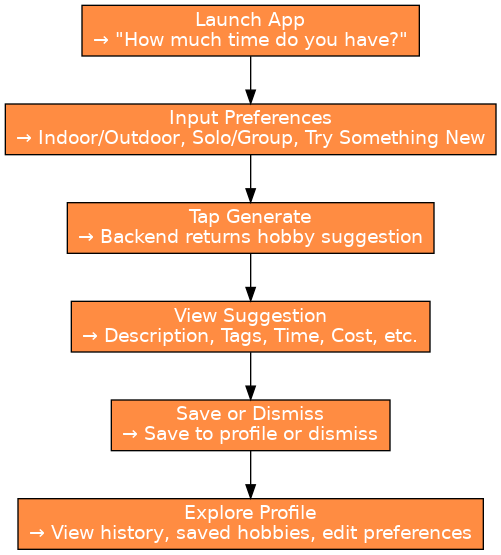 Launch App
→ "How much time do you have?"
Input Preferences
→ Indoor/Outdoor, Solo/Group, Try Something New
Tap Generate
→ Backend returns hobby suggestion
View Suggestion
→ Description, Tags, Time, Cost, etc.
Save or Dismiss
→ Save to profile or dismiss
Explore Profile
→ View history, saved hobbies, edit preferences